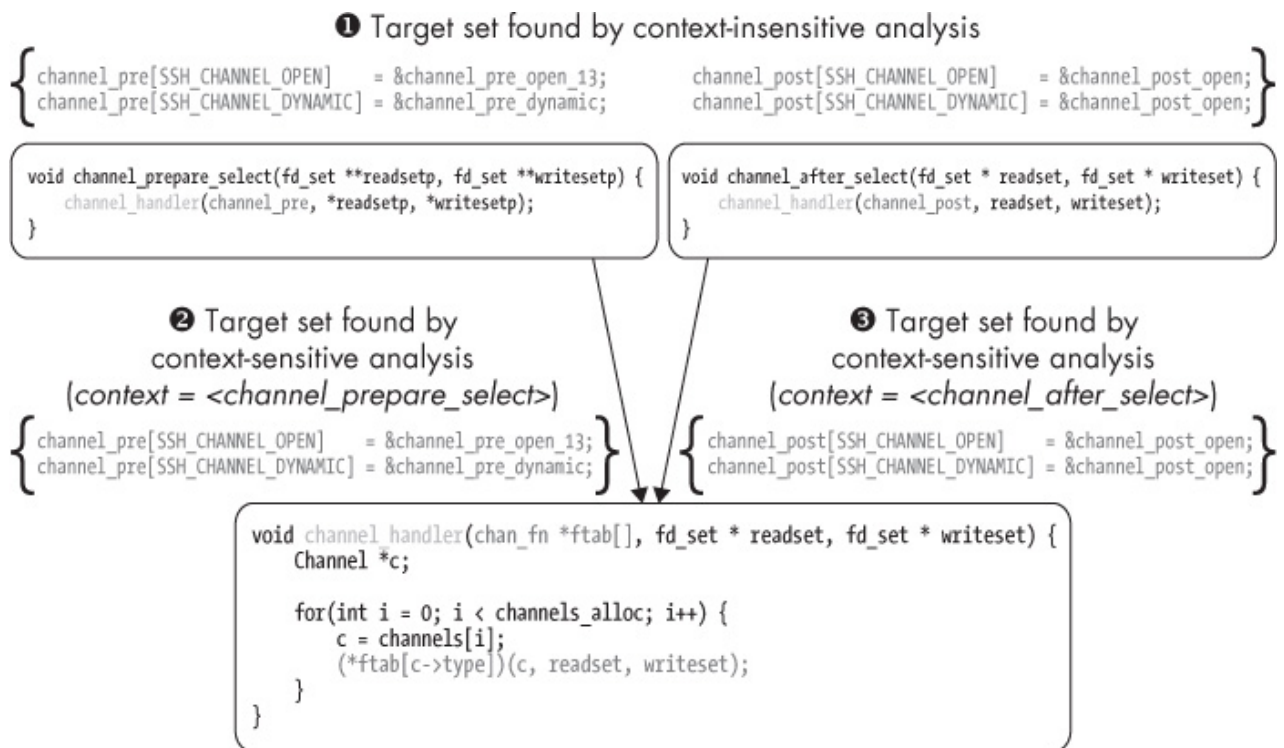 ❶ Target set found by context-insensitive analysis
{ channel_pre[SSH_CHANNEL_OPEN]    = &channel_pre_open_13;
channel_pre[SSH_CHANNEL_DYNAMIC] = &channel_pre_dynamic;
channel_post[SSH_CHANNEL_OPEN]    = &channel_post_open;
channel_post[SSH_CHANNEL_DYNAMIC] = &channel_post_open; }
void channel_prepare_select(fd_set **readsetp, fd_set **writesetp) {
    channel_handler(channel_pre, *readsetp, *writesetp);
}
void channel_after_select(fd_set * readset, fd_set * writeset) {
    channel_handler(channel_post, readset, writeset);
}
❷ Target set found by
context-sensitive analysis
(context = <channel_prepare_select>)
{ channel_pre[SSH_CHANNEL_OPEN]    = &channel_pre_open_13;
channel_pre[SSH_CHANNEL_DYNAMIC] = &channel_pre_dynamic; }
❸ Target set found by
context-sensitive analysis
(context = <channel_after_select>)
{ channel_post[SSH_CHANNEL_OPEN]    = &channel_post_open;
channel_post[SSH_CHANNEL_DYNAMIC] = &channel_post_open; }
void channel_handler(chan_fn *ftab[], fd_set * readset, fd_set * writeset) {
    Channel *c;
    for(int i = 0; i < channels_alloc; i++) {
        c = channels[i];
        (*ftab[c->type])(c, readset, writeset);
    }
}